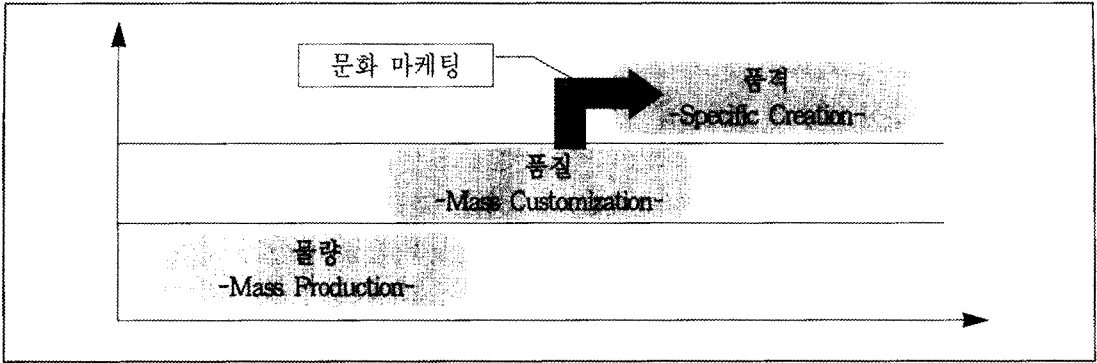 문화 마케팅
품격
-Specific Creation-
품질
-Mass Customization-
물량
-Mass Production-